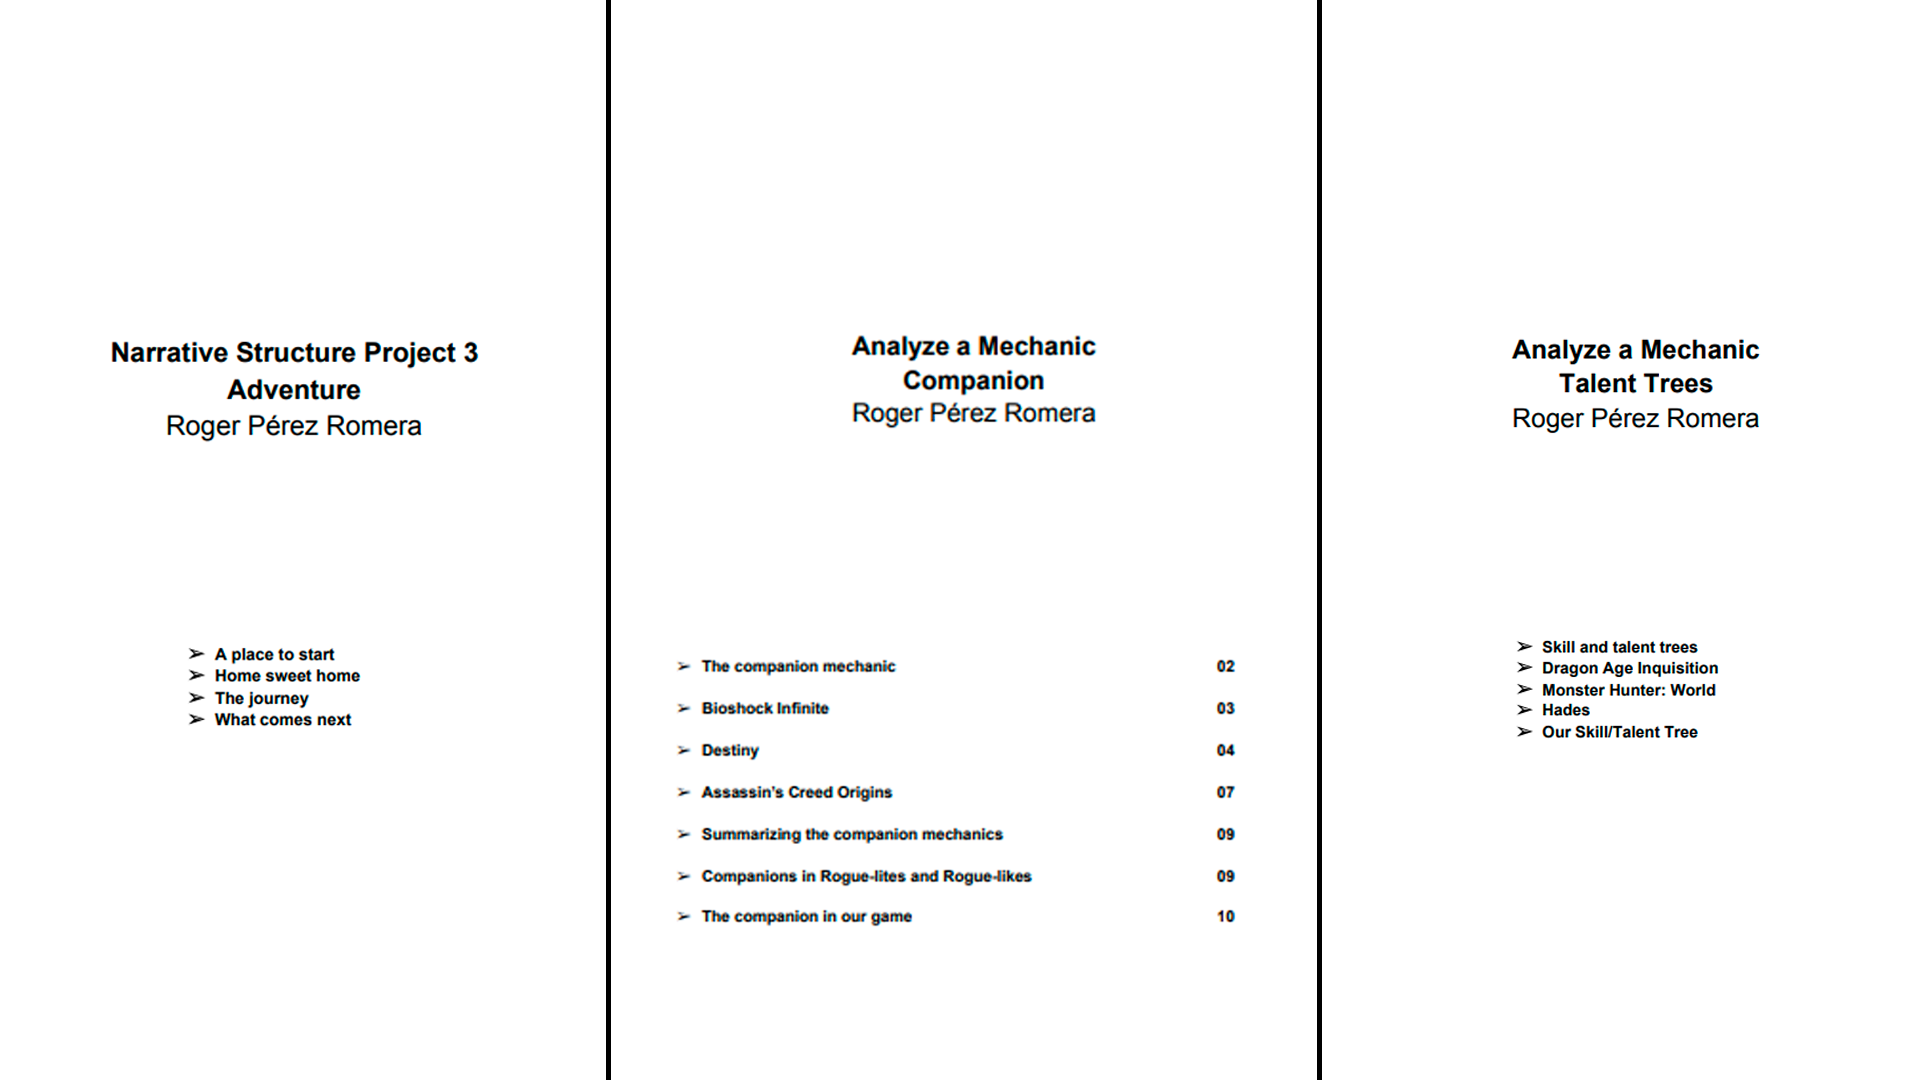 Narrative Structure Project 3
Adventure
Roger Pérez Romera
➢ A place to start
➢ Home sweet home
➢ The journey
➢ What comes next
Analyze a Mechanic
Companion
Roger Pérez Romera
➢ The companion mechanic 02
➢ Bioshock Infinite 03
➢ Destiny 04
➢ Assassin's Creed Origins 07
➢ Summarizing the companion mechanics 09
➢ Companions in Rogue-lites and Rogue-likes 09
➢ The companion in our game 10
Analyze a Mechanic
Talent Trees
Roger Pérez Romera
➢ Skill and talent trees
➢ Dragon Age Inquisition
➢ Monster Hunter: World
➢ Hades
➢ Our Skill/Talent Tree